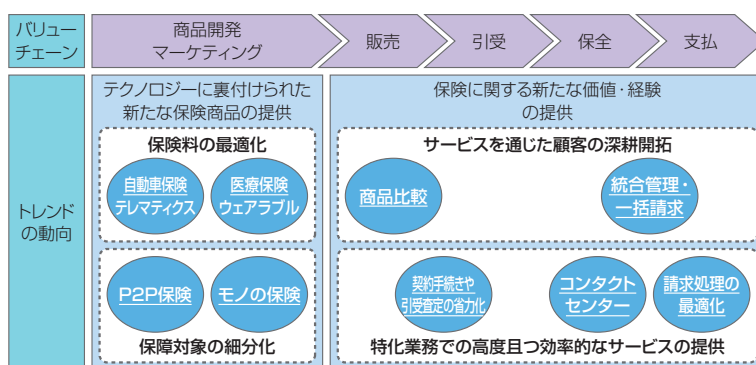 バリュー
チェーン
商品開発
マーケティング
販売
引受
保全
支払
トレンド
の動向
テクノロジーに裏付けられた
新たな保険商品の提供
保険料の最適化
自動車保険
テレマティクス
医療保険
ウェアラブル
P2P保険
モノの保険
保障対象の細分化
保険に関する新たな価値・経験
の提供
サービスを通じた顧客の深耕開拓
商品比較
統合管理・
一括請求
契約手続きや
引受査定の省力化
コンタクト
センター
請求処理の
最適化
特化業務での高度且つ効率的なサービスの提供